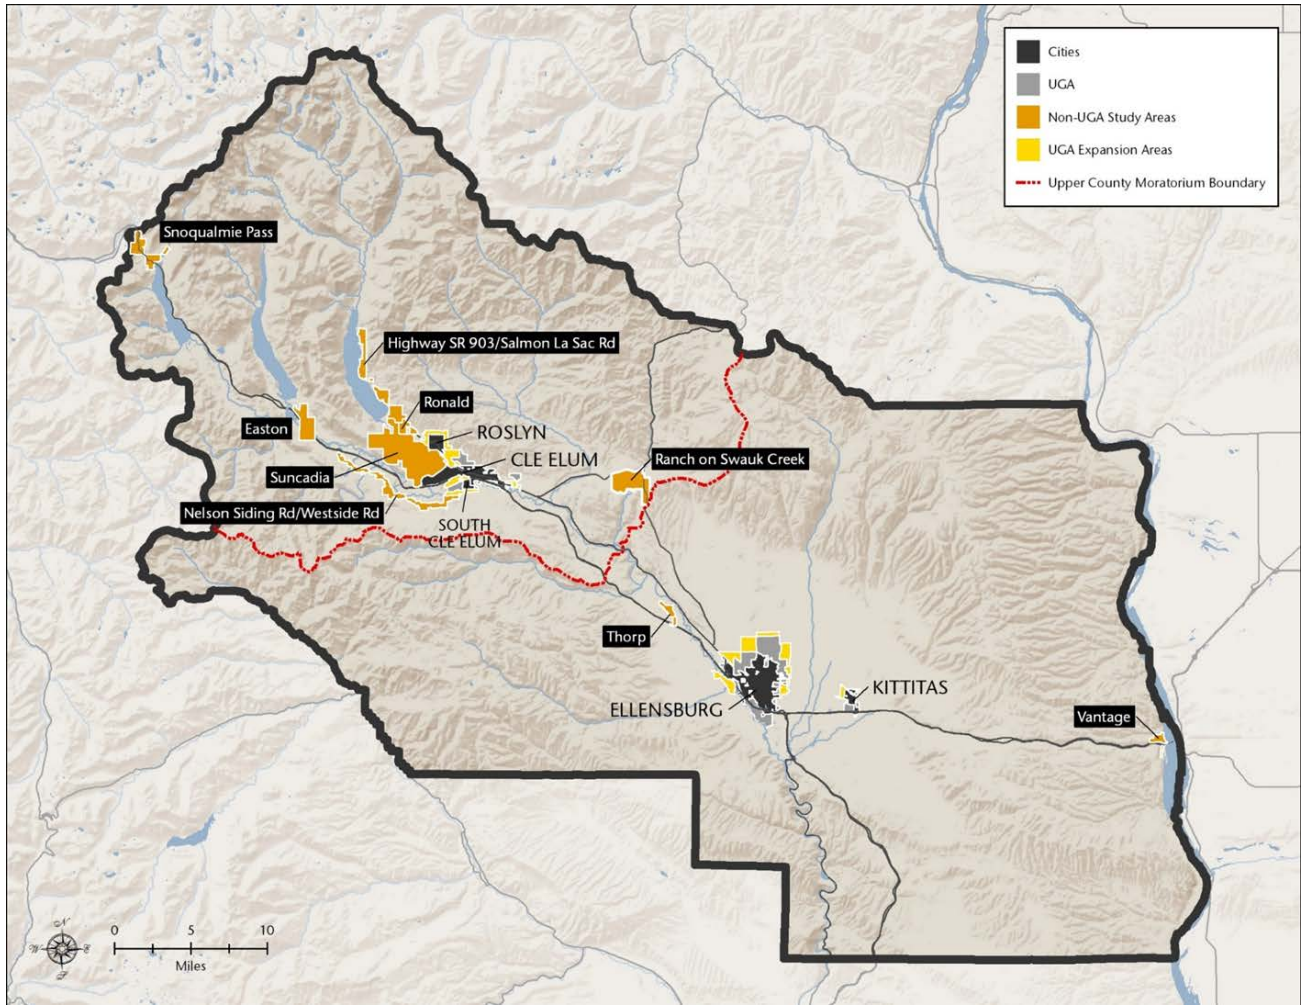 Cities
UGA
Non-UGA Study Areas
UGA Expansion Areas
Upper County Moratorium Boundary
Snoqualmie Pass
Highway SR 903/Salmon La Sac Rd
Ronald
Easton
ROSLYN
CLE ELUM
Ranch on Swauk Creek
Suncadia
Nelson Siding Rd/Westside Rd
SOUTH
CLE ELUM
Thorp
KITTITAS
ELLENSBURG
Vantage
N
W
E
S
0 5 10
Miles